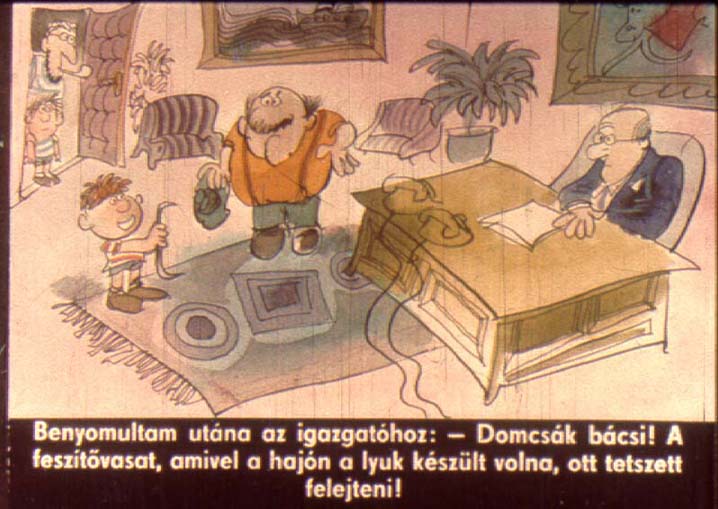 Benyomultam utána az igazgatóhoz: – Domcsák bácsi! A
feszítővasat, amivel a hajón a lyuk készült volna, ott tetszett
felejteni!